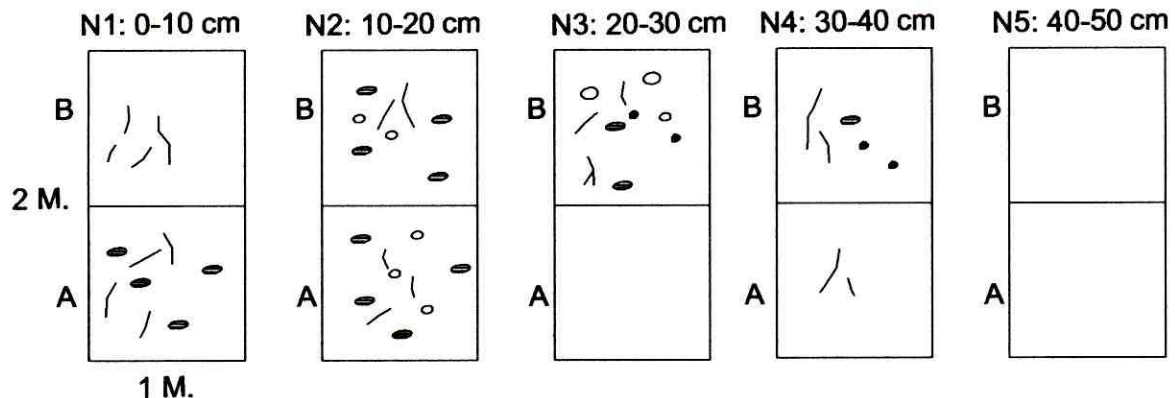 N1: 0-10 cm N2: 10-20 cm N3: 20-30 cm N4: 30-40 cm N5: 40-50 cm
B B B B B
2 M.
A A A A A
1 M.